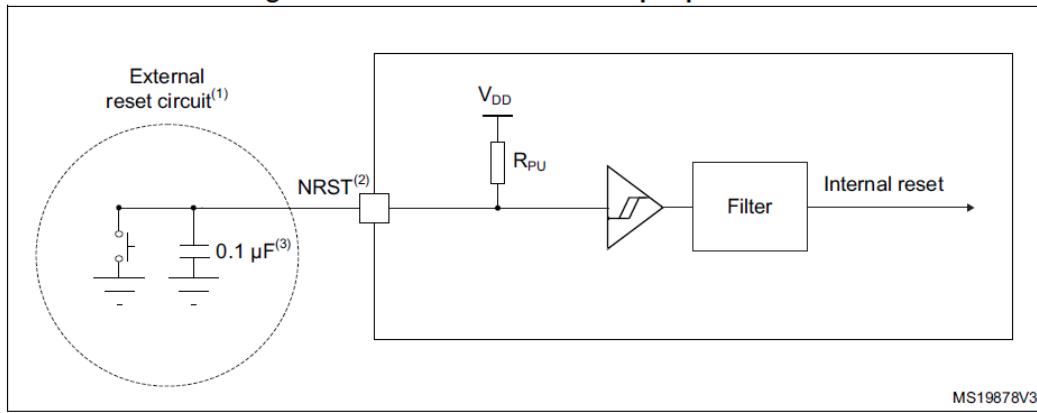 External
reset circuit(1)
VDD
RPU
NRST(2)
Filter
Internal reset
0.1 µF(3)
MS19878V3